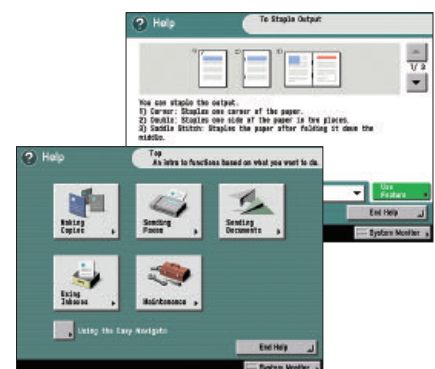 Help
To Staple Output
1) 2) 3)
1/ 3
You can staple the output.
1) Corner: Staples one corner of the paper.
2) Double: Staples one side of the paper in two places.
3) Saddle Stitch: Staples the paper after folding it down the
middle.
Use
Feature
End Help
System Monitor
Help
Top
An intro to functions based on what you want to do.
Making
Copies
Sending
Faxes
Sending
Documents
Using
Inboxes
Maintenance
Using the Easy Navigate
End Help
System Monitor